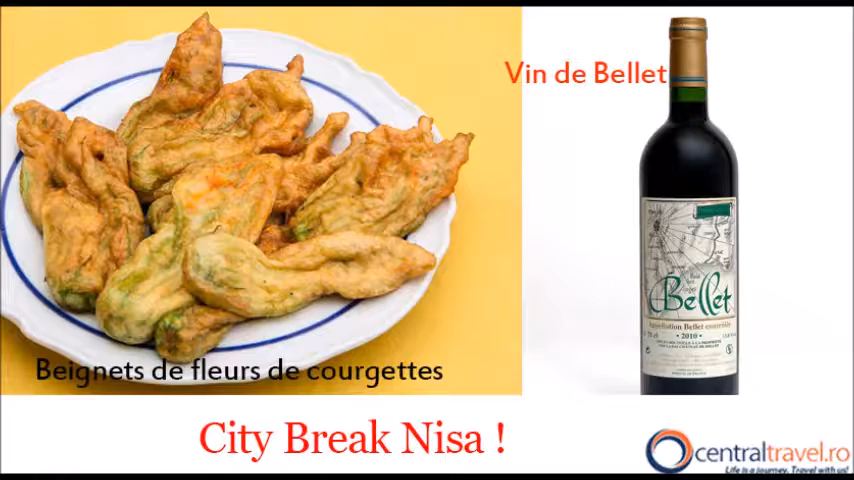 Vin de Bellet
Bellet
Appellation Bellet contrôlée
• 2010 •
Beignets de fleurs de courgettes
City Break Nisa !
centraltravel.ro
Life is a journey. Travel with us!